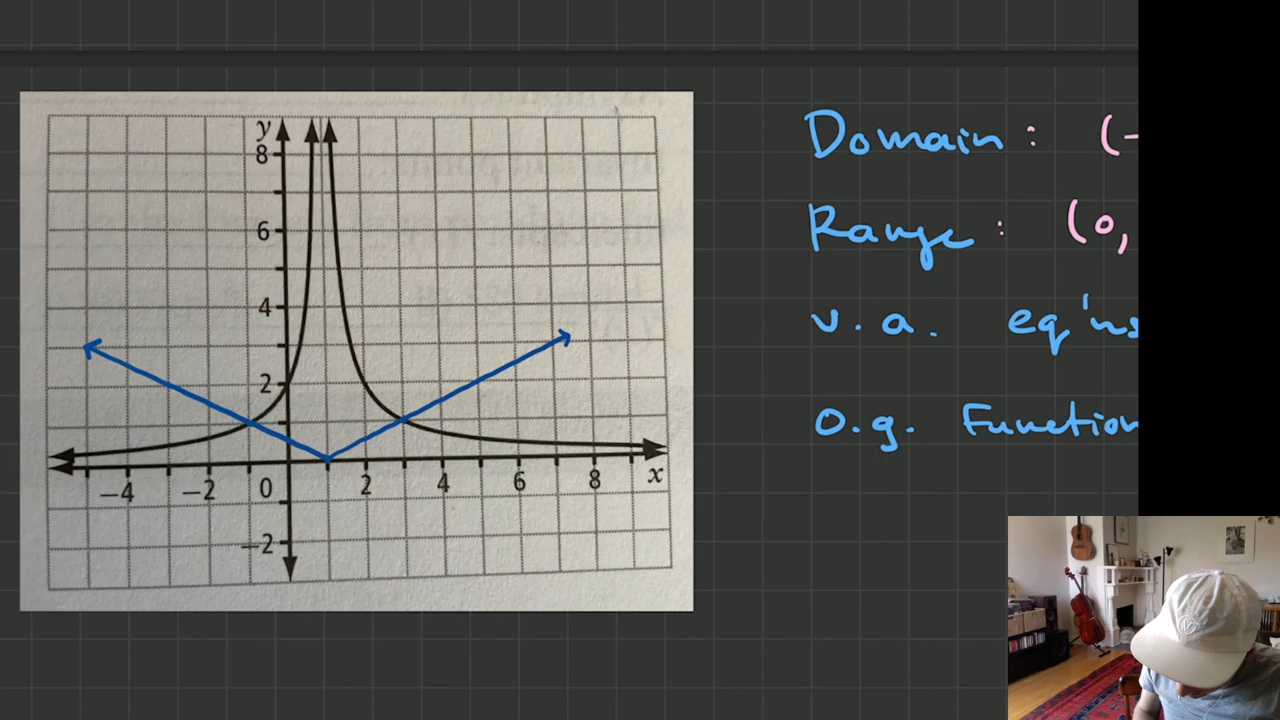 y
8
6
4
2
-4 -2 0 2 4 6 8 x
-2
Domain: (-
Range: (0,
v.a. eq'ns
o.g. Function